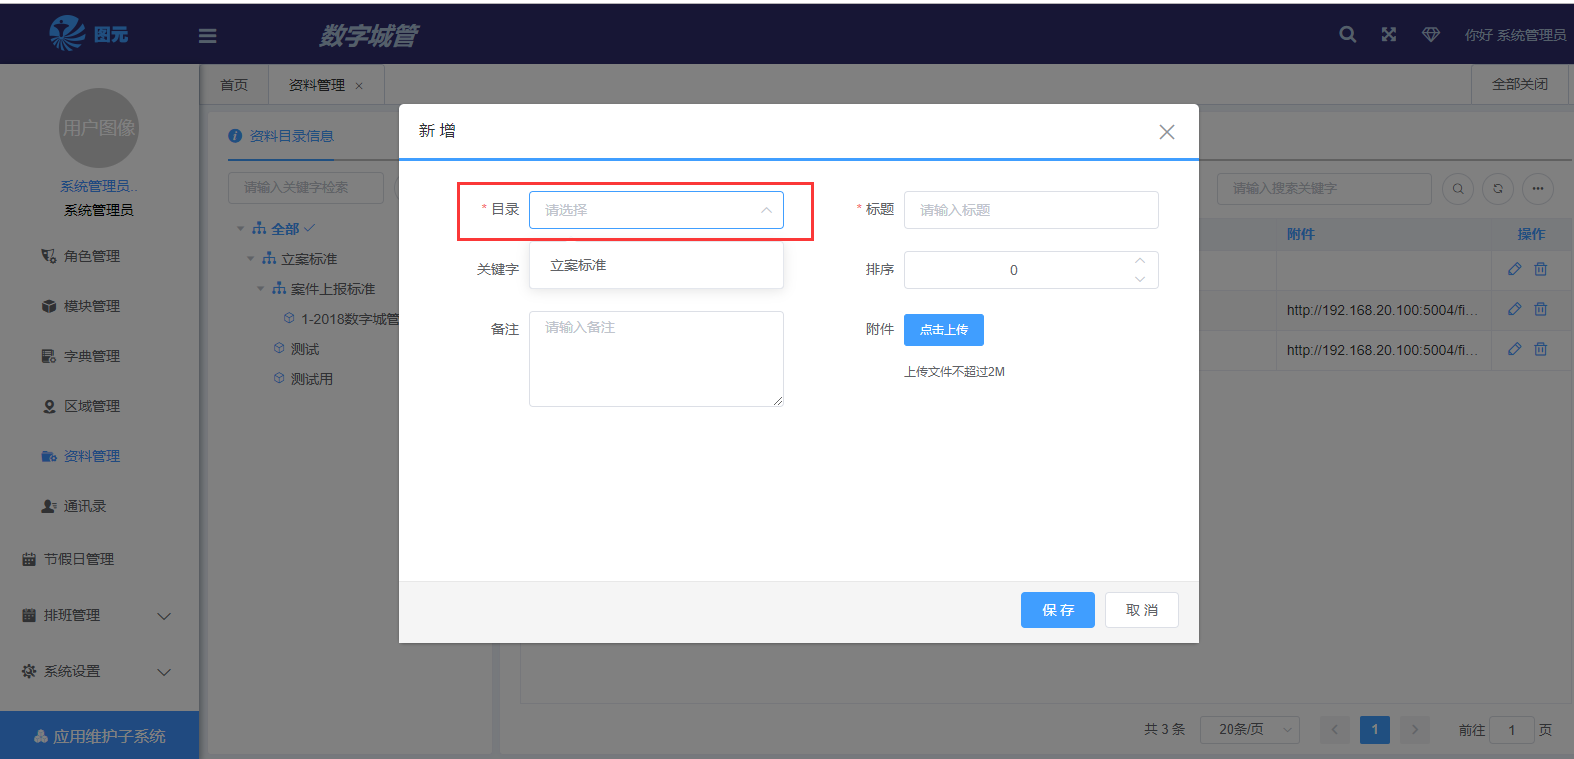 图元
数字城管
你好 系统管理员
首页
资料管理 ×
全部关闭
用户图像
系统管理员..
系统管理员
角色管理
模块管理
字典管理
区域管理
资料管理
通讯录
节假日管理
排班管理
系统设置
应用维护子系统
资料目录信息
请输入关键字检索
全部
立案标准
案件上报标准
1-2018数字城管
测试
测试用
新 增
* 目录 请选择
立案标准
* 标题 请输入标题
关键字
排序 0
备注 请输入备注
附件 点击上传
上传文件不超过2M
保 存 取 消
请输入搜索关键字
附件 操作
http://192.168.20.100:5004/fi...
http://192.168.20.100:5004/fi...
共 3 条 20条/页 < 1 > 前往 1 页